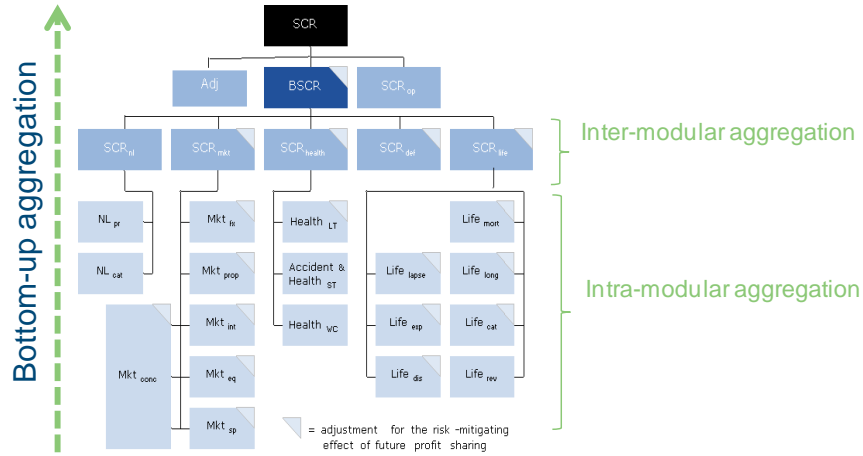 SCR
Adj
BSCR
SCR op
SCR nl
SCR mkt
SCR health
SCR def
SCR life
Inter-modular aggregation
Bottom-up aggregation
NL pr
Mkt fx
Health LT
Life mort
NL cat
Mkt prop
Accident &
Health ST
Life lapse
Life long
Intra-modular aggregation
Mkt conc
Mkt int
Health WC
Life exp
Life cat
Mkt eq
Life dis
Life rev
Mkt sp
= adjustment for the risk -mitigating
effect of future profit sharing